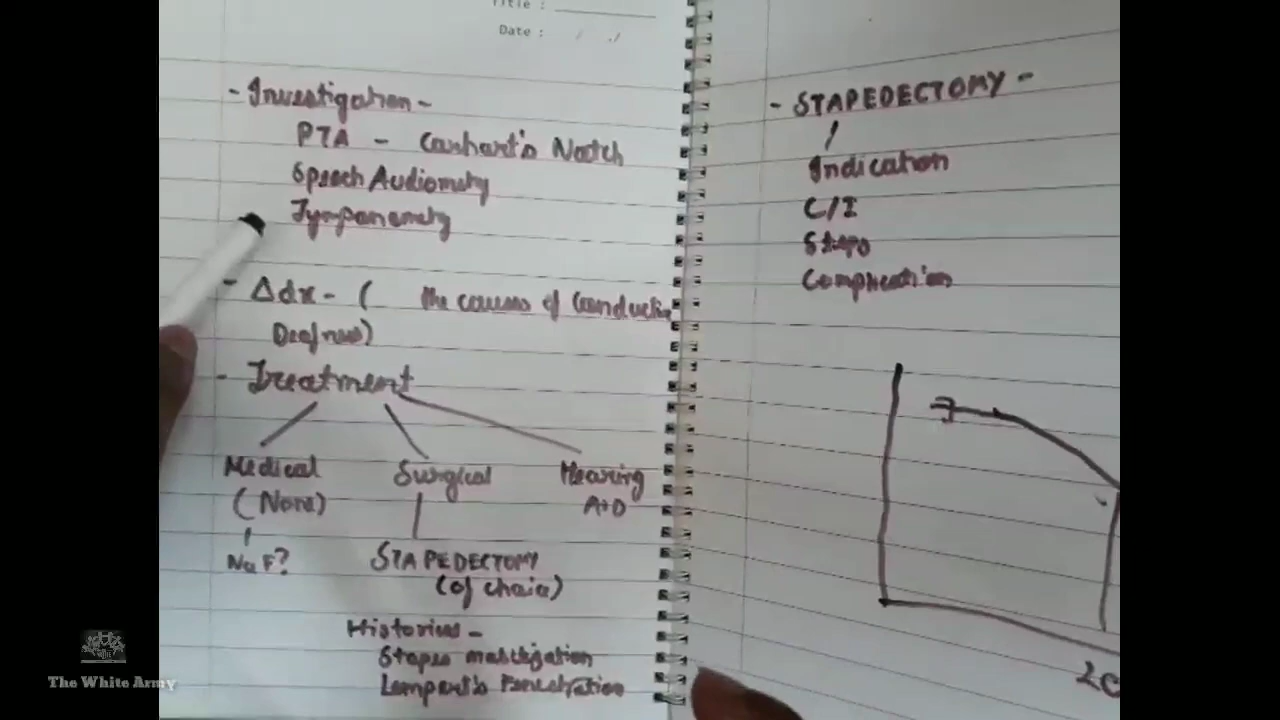 Title :
Date : / /
- Investigation -
PTA - Carhart's Notch
Speech Audiometry
Tympanometry
- Δdx - ( the causes of Conductive
Deafness)
- Treatment
Medical Surgical Hearing
(None) AID
NaF? STAPEDECTOMY
(of choice)
Historical -
Stapes mobilization
Lempert's Fenestration
- STAPEDECTOMY -
Indication
C/I
Steps
Complication
The White Army